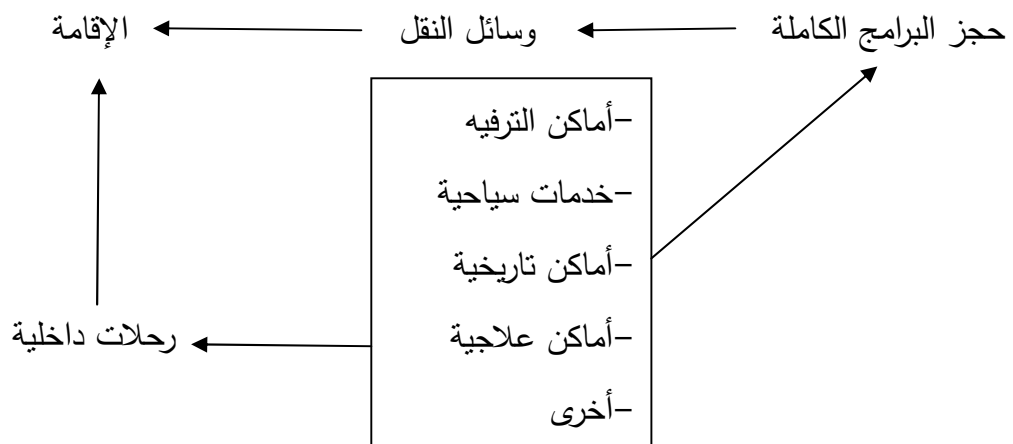 حجز البرامج الكاملة
وسائل النقل
الإقامة
-أماكن الترفيه
-خدمات سياحية
-أماكن تاريخية
-أماكن علاجية
-أخرى
رحلات داخلية